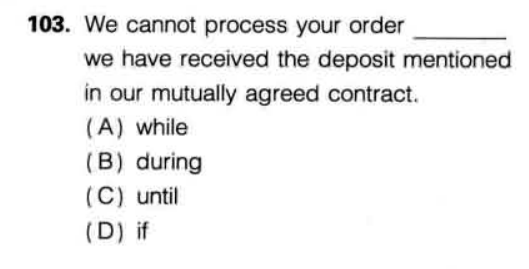 103. We cannot process your order ________
we have received the deposit mentioned
in our mutually agreed contract.
(A) while
(B) during
(C) until
(D) if